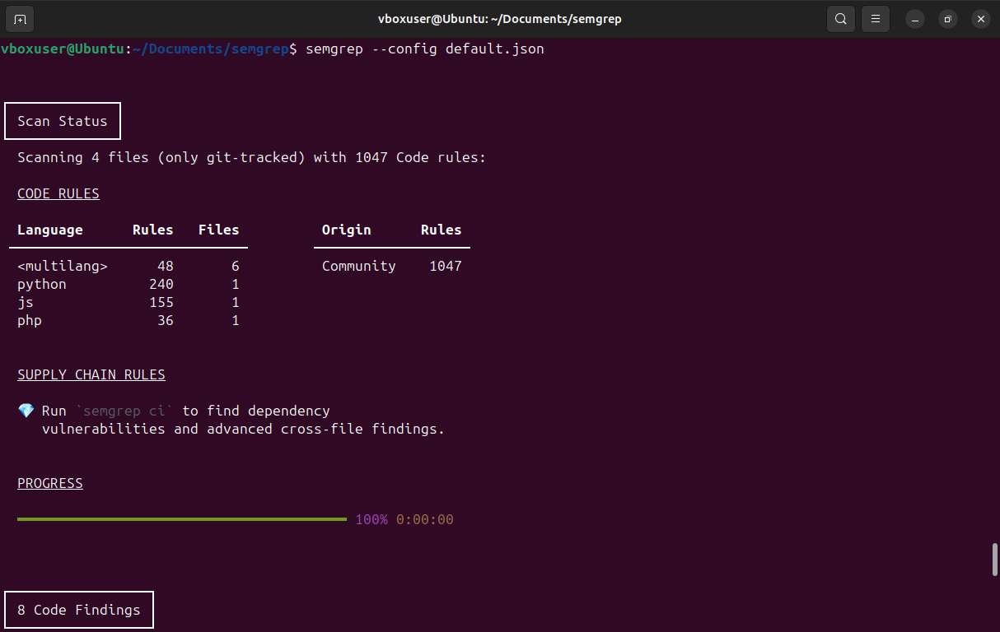 vboxuser@Ubuntu: ~/Documents/semgrep
vboxuser@Ubuntu:~/Documents/semgrep$ semgrep --config default.json
Scan Status
Scanning 4 files (only git-tracked) with 1047 Code rules:
CODE RULES
Language Rules Files Origin Rules
<multilang> 48 6 Community 1047
python 240 1
js 155 1
php 36 1
SUPPLY CHAIN RULES
💎 Run `semgrep ci` to find dependency
vulnerabilities and advanced cross-file findings.
PROGRESS
100% 0:00:00
8 Code Findings